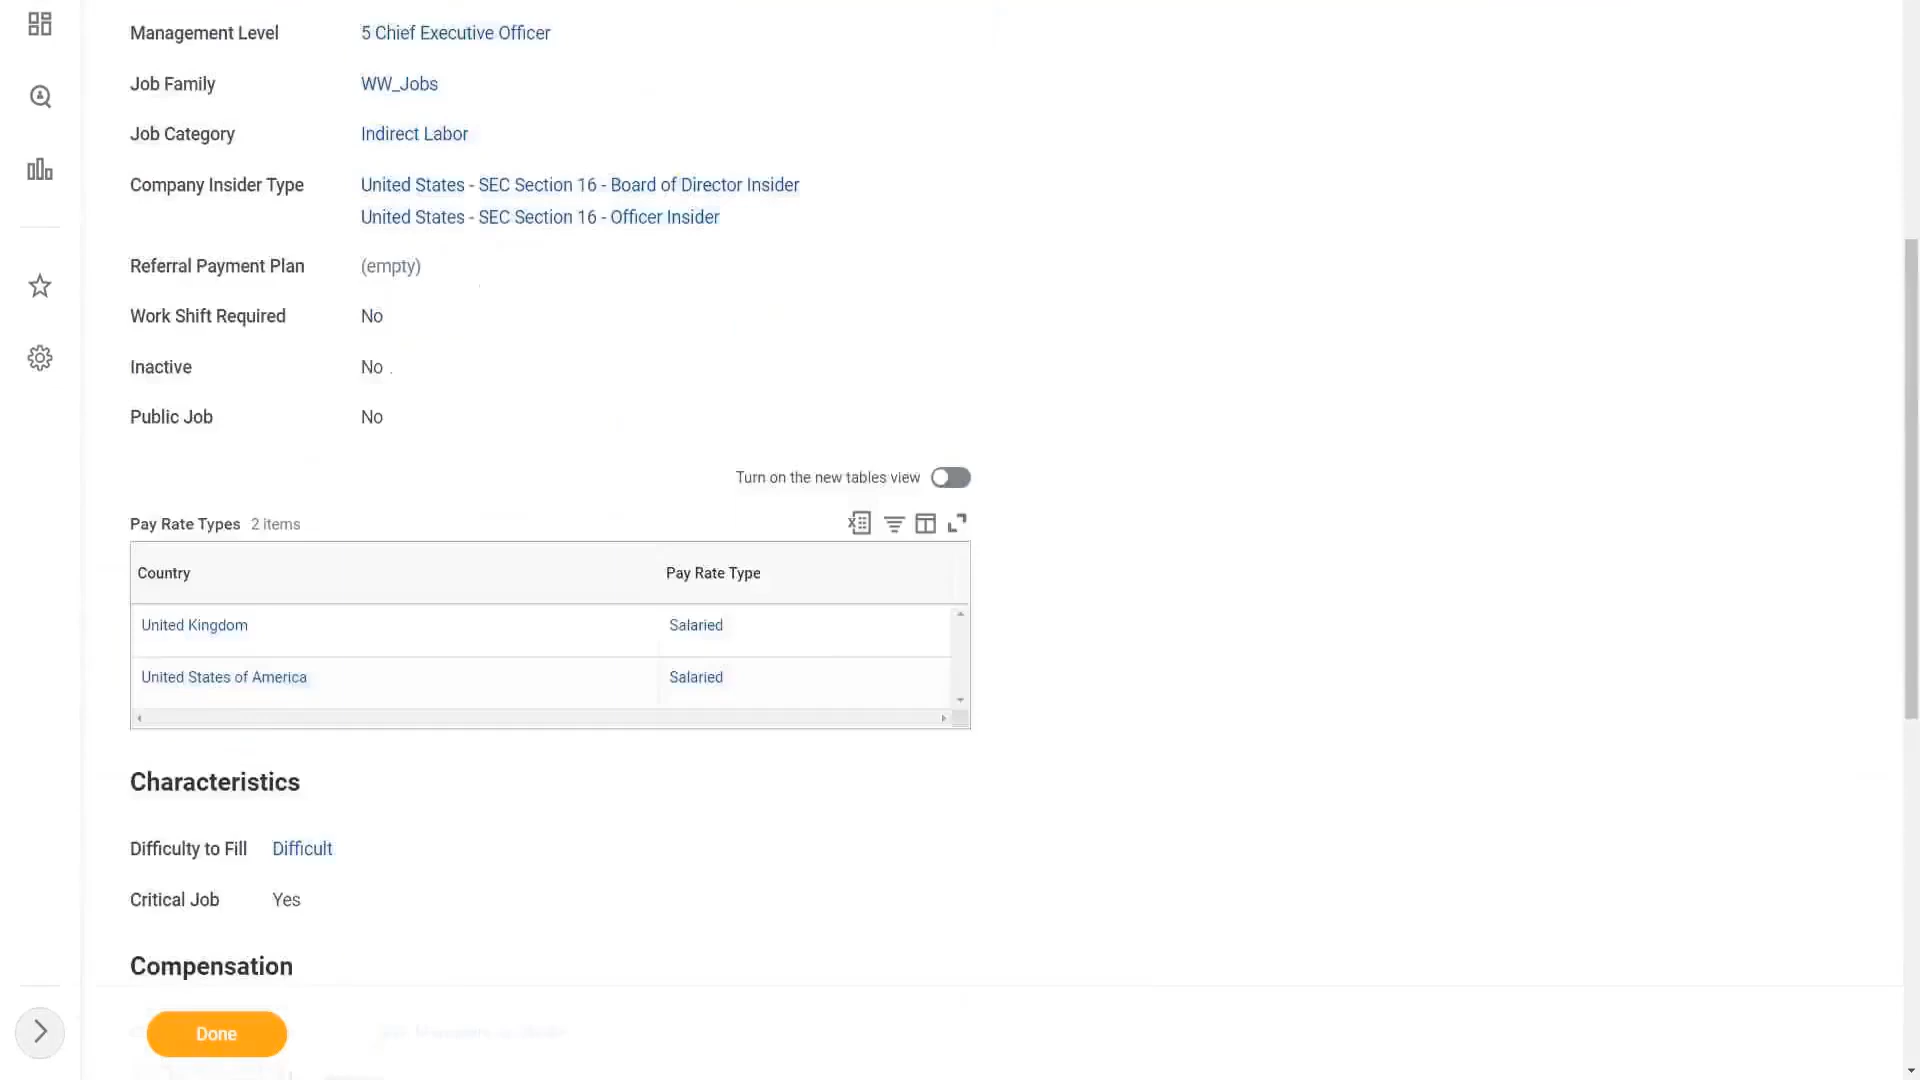 Management Level 5 Chief Executive Officer
Job Family WW_Jobs
Job Category Indirect Labor
Company Insider Type United States - SEC Section 16 - Board of Director Insider
United States - SEC Section 16 - Officer Insider
Referral Payment Plan (empty)
Work Shift Required No
Inactive No
Public Job No
Turn on the new tables view
Pay Rate Types 2 items
Country Pay Rate Type
United Kingdom Salaried
United States of America Salaried
Characteristics
Difficulty to Fill Difficult
Critical Job Yes
Compensation
Done